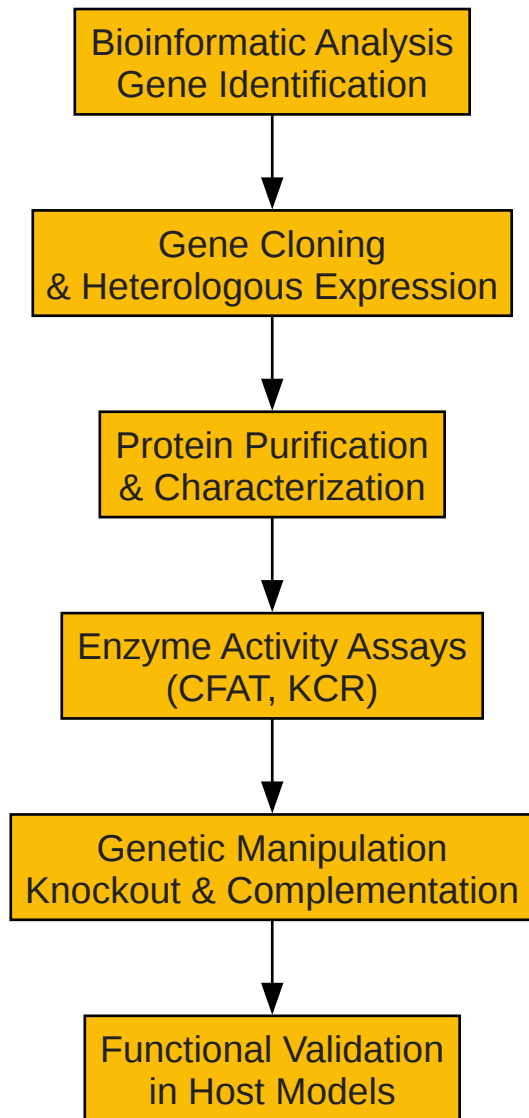 Bioinformatic Analysis
Gene Identification
Gene Cloning
& Heterologous Expression
Protein Purification
& Characterization
Enzyme Activity Assays
(CFAT, KCR)
Genetic Manipulation
Knockout & Complementation
Functional Validation
in Host Models